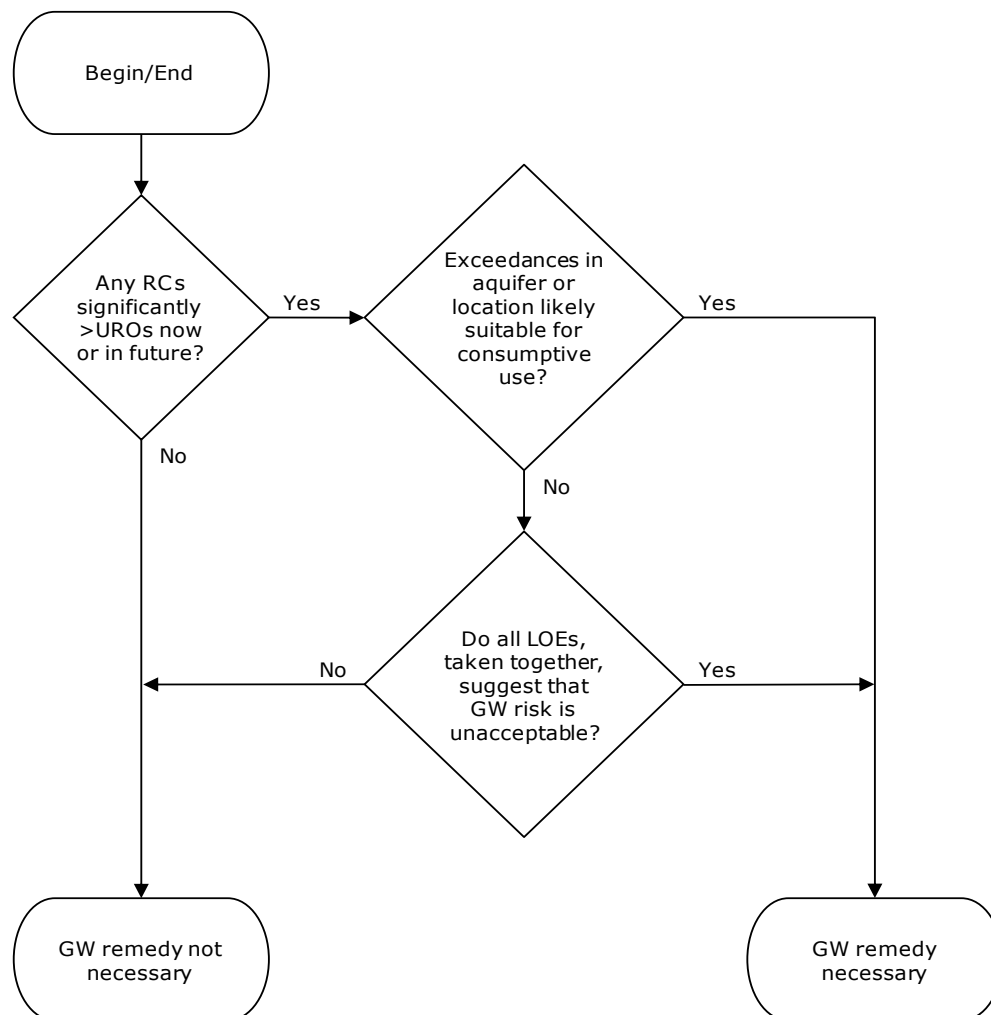 Begin/End
Any RCs
significantly
>UROs now
or in future?
Yes
No
Exceedances in
aquifer or
location likely
suitable for
consumptive
use?
Yes
No
Do all LOEs,
taken together,
suggest that
GW risk is
unacceptable?
No
Yes
GW remedy not
necessary
GW remedy
necessary